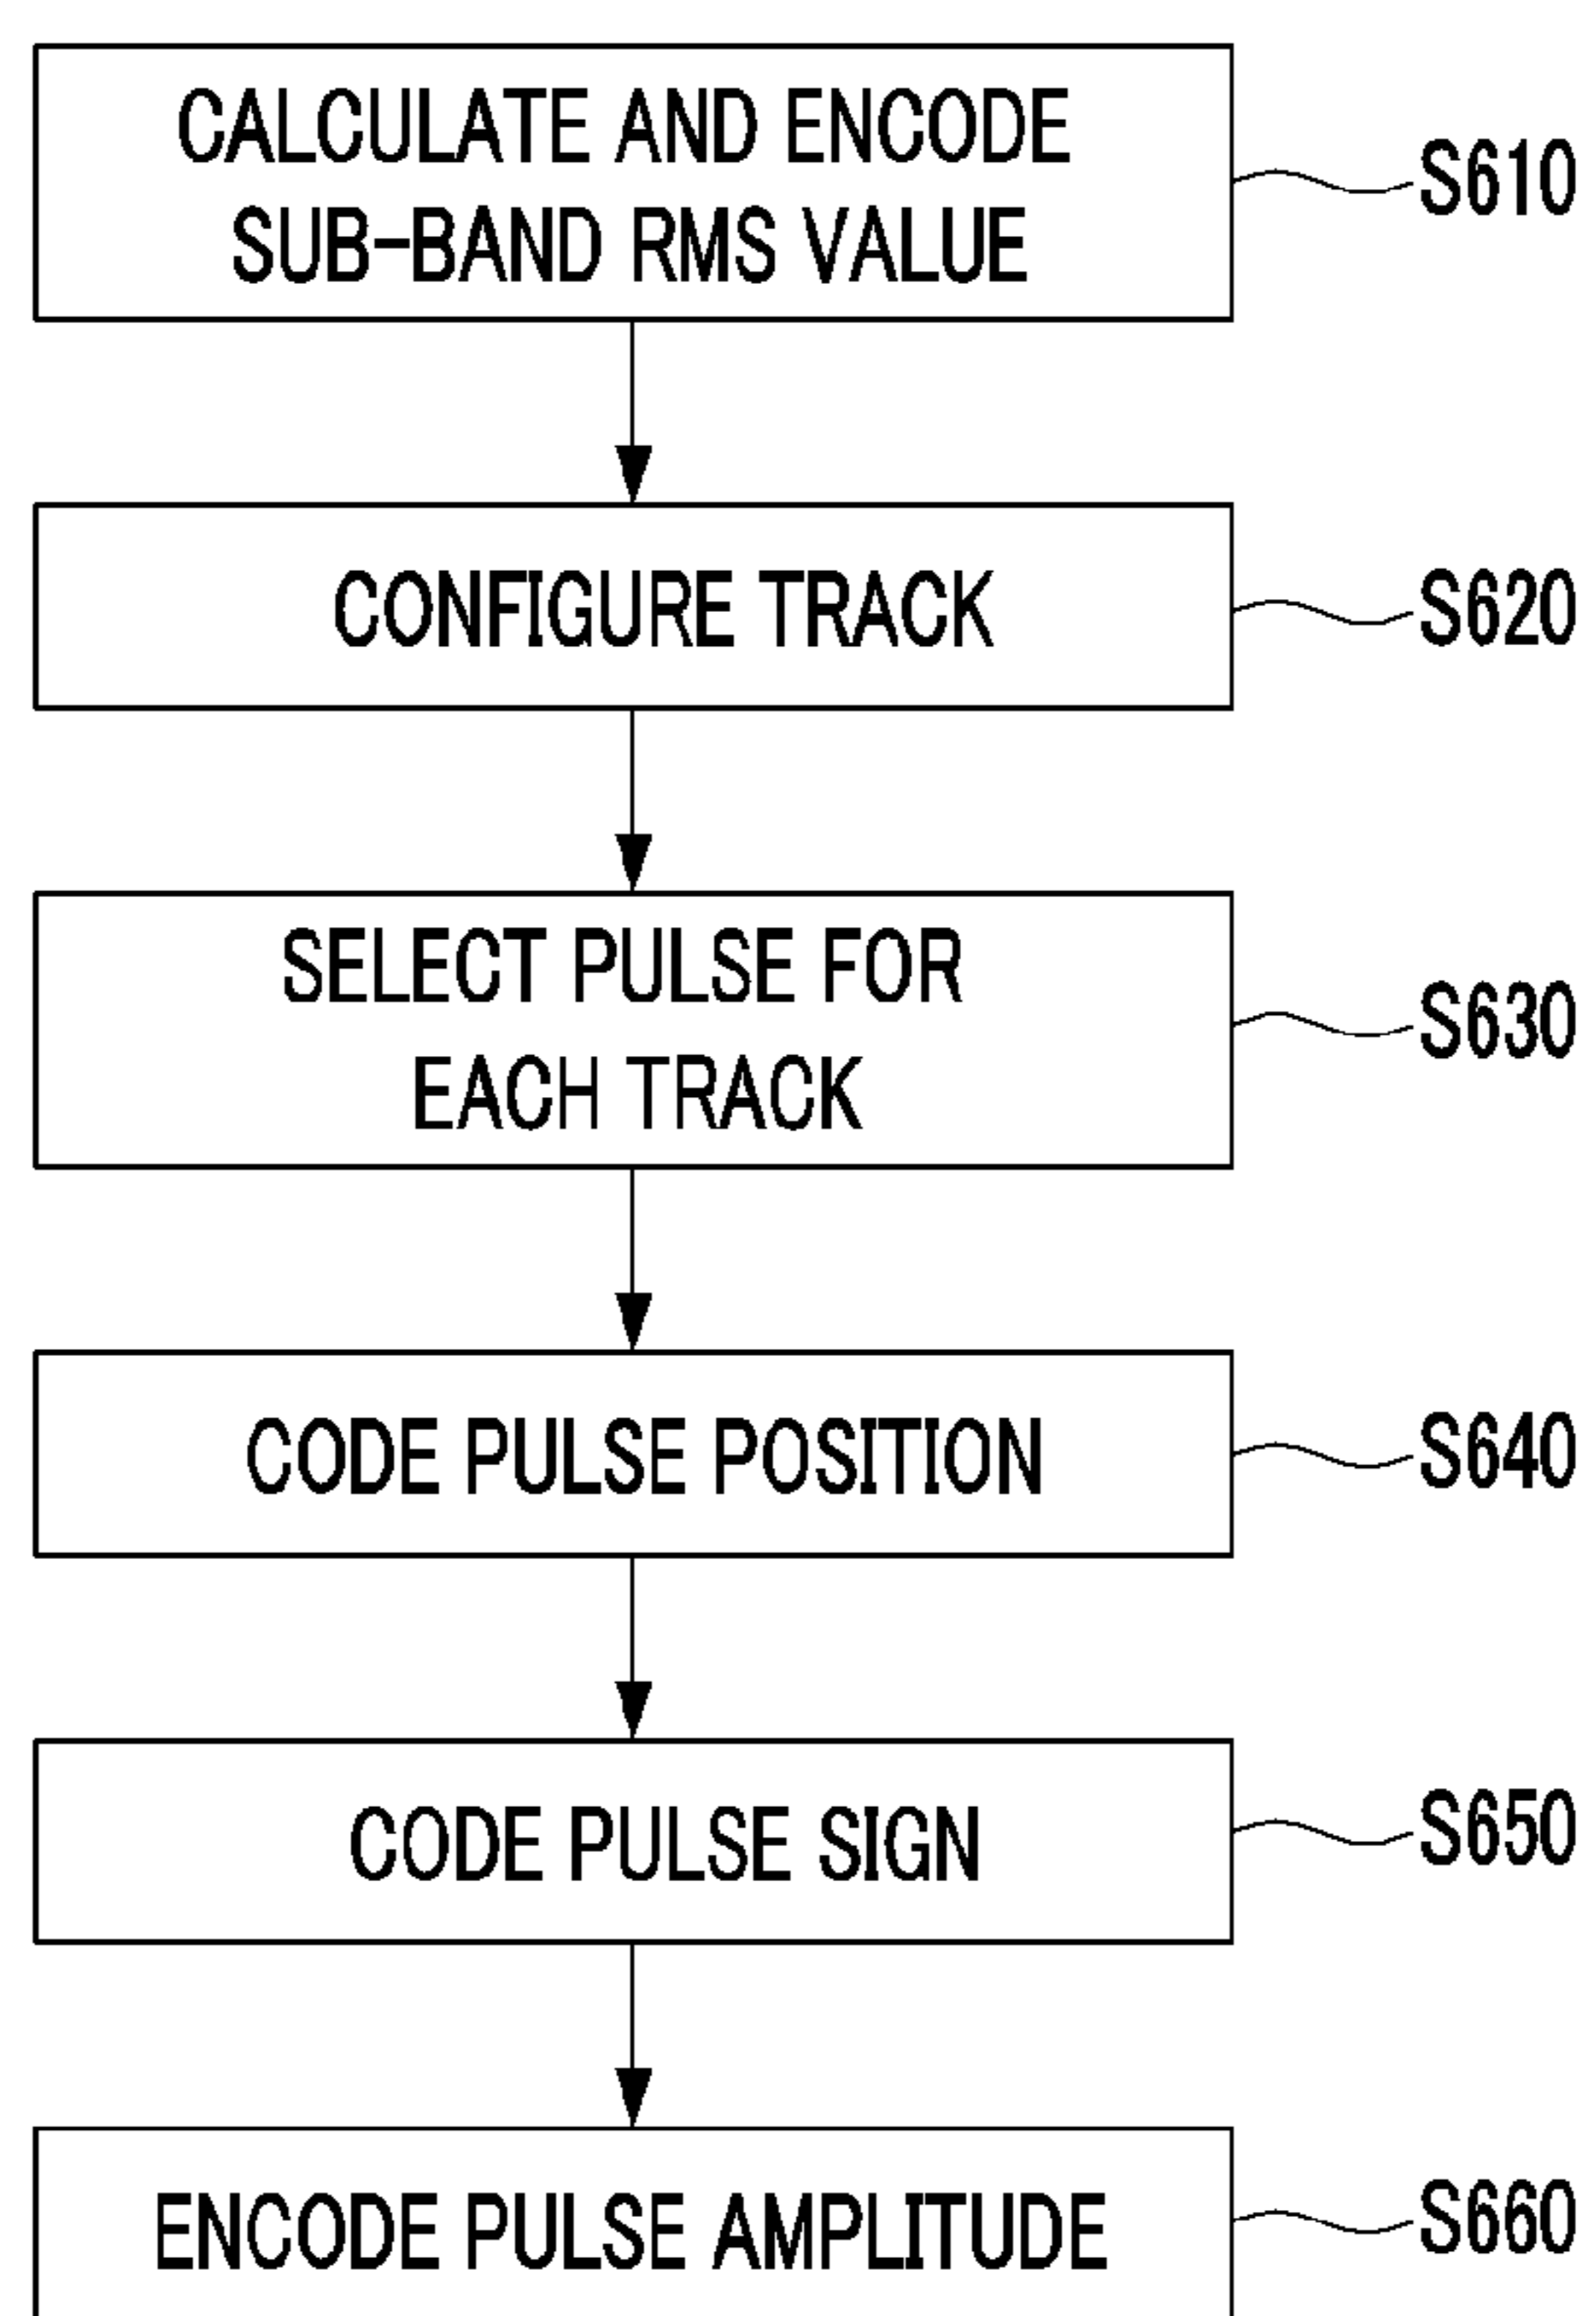 CALCULATE AND ENCODE
SUB-BAND RMS VALUE
S610
CONFIGURE TRACK
S620
SELECT PULSE FOR
EACH TRACK
S630
CODE PULSE POSITION
S640
CODE PULSE SIGN
S650
ENCODE PULSE AMPLITUDE
S660